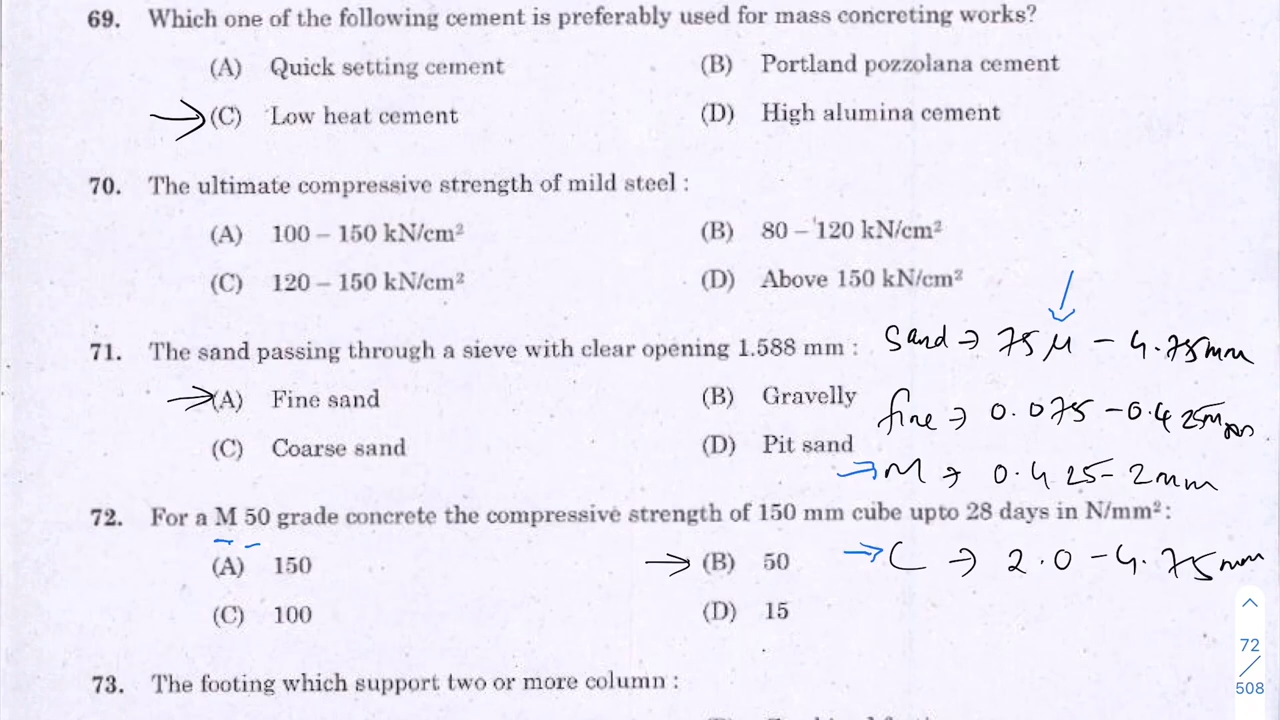 69. Which one of the following cement is preferably used for mass concreting works?
(A) Quick setting cement (B) Portland pozzolana cement
(C) Low heat cement (D) High alumina cement
70. The ultimate compressive strength of mild steel :
(A) 100 – 150 kN/cm² (B) 80 – 120 kN/cm²
(C) 120 – 150 kN/cm² (D) Above 150 kN/cm²
71. The sand passing through a sieve with clear opening 1.588 mm : Sand → 75 μ – 4.75mm
(A) Fine sand (B) Gravelly fine → 0.075 – 0.425mm
(C) Coarse sand (D) Pit sand
→ M → 0.425 – 2mm
72. For a M 50 grade concrete the compressive strength of 150 mm cube upto 28 days in N/mm²:
(A) 150 (B) 50 → C → 2.0 – 4.75mm
(C) 100 (D) 15
73. The footing which support two or more column :
72
508